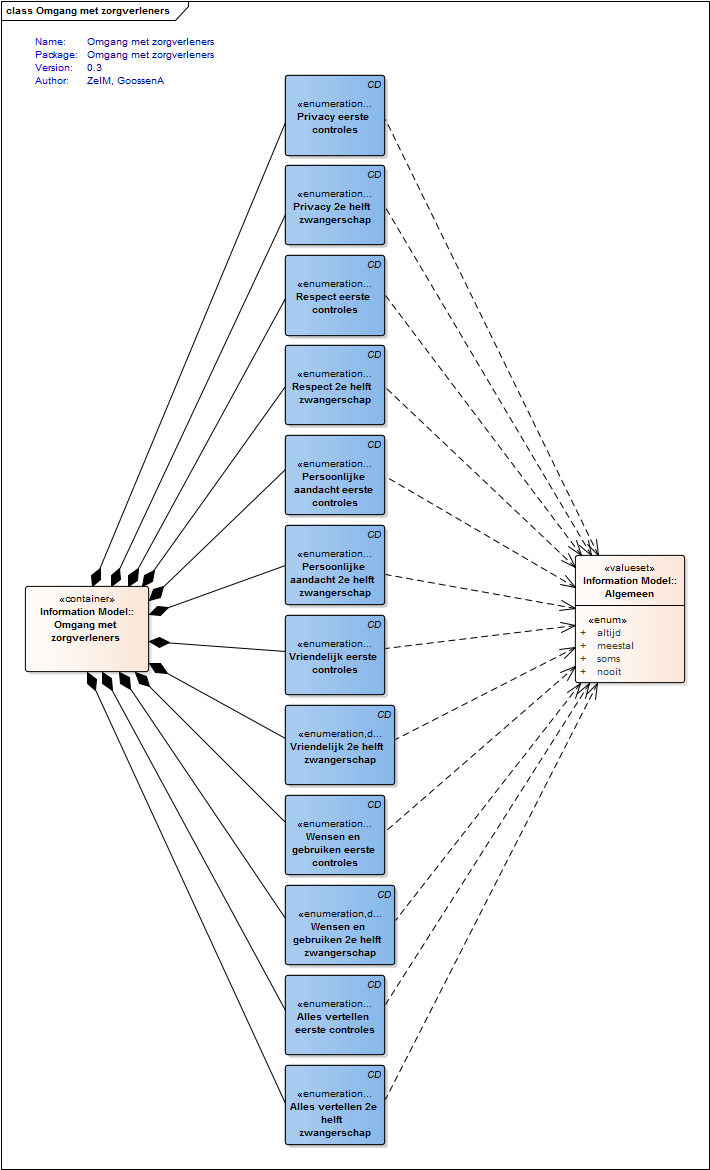 class Omgang met zorgverleners
Name: Omgang met zorgverleners
Package: Omgang met zorgverleners
Version: 0.3
Author: ZelM, GoossenA
CD
«enumeration...
Privacy eerste
controles
CD
«enumeration...
Privacy 2e helft
zwangerschap
CD
«enumeration...
Respect eerste
controles
CD
«enumeration...
Respect 2e helft
zwangerschap
CD
«enumeration...
Persoonlijke
aandacht eerste
controles
CD
«enumeration...
Persoonlijke
aandacht 2e helft
zwangerschap
«container»
Information Model::
Omgang met
zorgverleners
«valueset»
Information Model::
Algemeen
«enum»
+ altijd
+ meestal
+ soms
+ nooit
CD
«enumeration...
Vriendelijk eerste
controles
CD
«enumeration,d...
Vriendelijk 2e helft
zwangerschap
CD
«enumeration...
Wensen en
gebruiken eerste
controles
CD
«enumeration,d...
Wensen en
gebruiken 2e helft
zwangerschap
CD
«enumeration...
Alles vertellen
eerste controles
CD
«enumeration...
Alles vertellen 2e
helft
zwangerschap